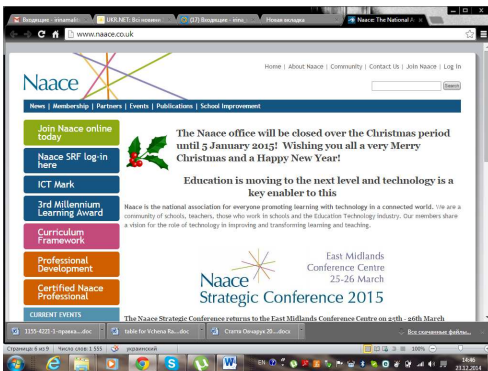 Входящие - irinamali
UKR.NET: Всі новини
(17) Входящие - irine_
Новая вкладка
Naace: The National A
www.naace.co.uk
Home | About Naace | Community | Contact Us | Join Naace | Log In
Search
Naace
News | Membership | Partners | Events | Publications | School Improvement
Join Naace online
today
Naace SRF log-in
here
ICT Mark
3rd Millennium
Learning Award
Curriculum
Framework
Professional
Development
Certified Naace
Professional
CURRENT EVENTS
The Naace office will be closed over the Christmas period
until 5 January 2015! Wishing you all a very Merry
Christmas and a Happy New Year!
Education is moving to the next level and technology is a
key enabler to this
Naace is the national association for everyone promoting learning with technology in a connected world. We are a
community of schools, teachers, those who work in schools and the Education Technology industry. Our members share
a vision for the role of technology in improving and transforming learning and teaching.
East Midlands
Conference Centre
25-26 March
Naace
Strategic Conference 2015
The Naace Strategic Conference returns to the East Midlands Conference Centre on 25th - 26th March
1155-4221-1-правка...doc
table for Vchena Ra...doc
Стаття Овчарук 20...docx
Все скачанные файлы...
Страница: 6 из 9
Число слов: 1 555
украинский
100%
EN
14:46
23.12.2014